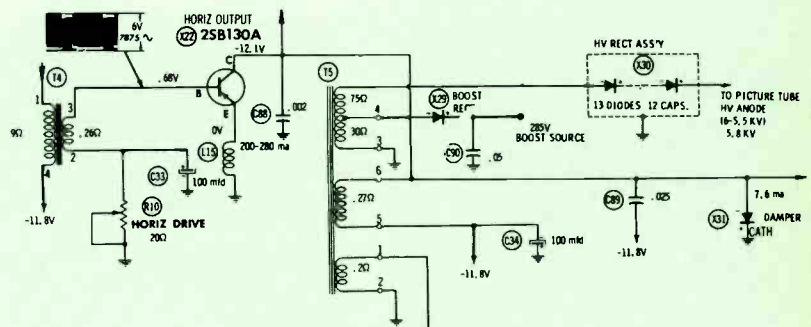 6V
7875 ~
HORIZ OUTPUT
X22 2SB130A
-12.1V
C
B
E
.68V
0V
T4
1
3
9Ω
.26Ω
2
4
-11.8V
C33
100 mfd
R10
HORIZ DRIVE
20Ω
L15
200-280 ma
C88
.002
T5
75Ω
4
30Ω
3
X29 BOOST
RECT
C90
.05
285V
BOOST SOURCE
HV RECT ASS'Y
X30
13 DIODES 12 CAPS.
TO PICTURE TUBE
HV ANODE
(6-5.5 KV)
5.8 KV
6
.27Ω
5
-11.8V
C34
100 mfd
1
.2Ω
2
C89
.025
-11.8V
7.6 ma
X31
DAMPER
CATH